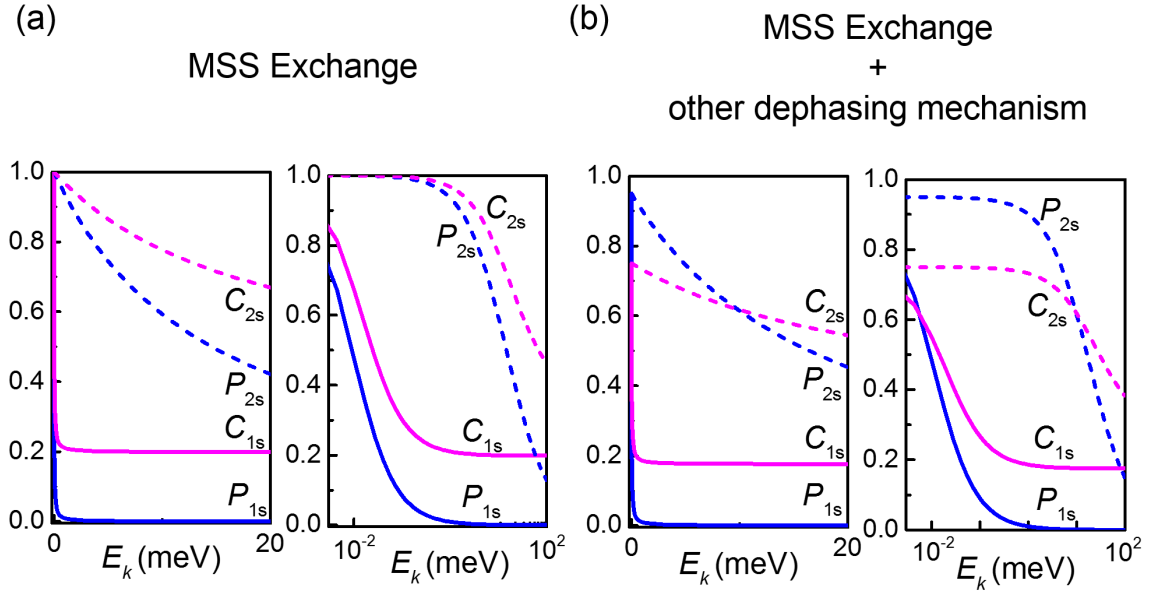 (a)
MSS Exchange
(b)
MSS Exchange
+
other dephasing mechanism
1.0
0.8
0.6
0.4
0.2
0.0
C2s
P2s
C1s
P1s
0
20
Ek (meV)
1.0
0.8
0.6
0.4
0.2
0.0
C2s
P2s
C1s
P1s
10-2
102
Ek (meV)
1.0
0.8
0.6
0.4
0.2
0.0
C2s
P2s
C1s
P1s
0
20
Ek (meV)
1.0
0.8
0.6
0.4
0.2
0.0
P2s
C2s
C1s
P1s
10-2
102
Ek (meV)